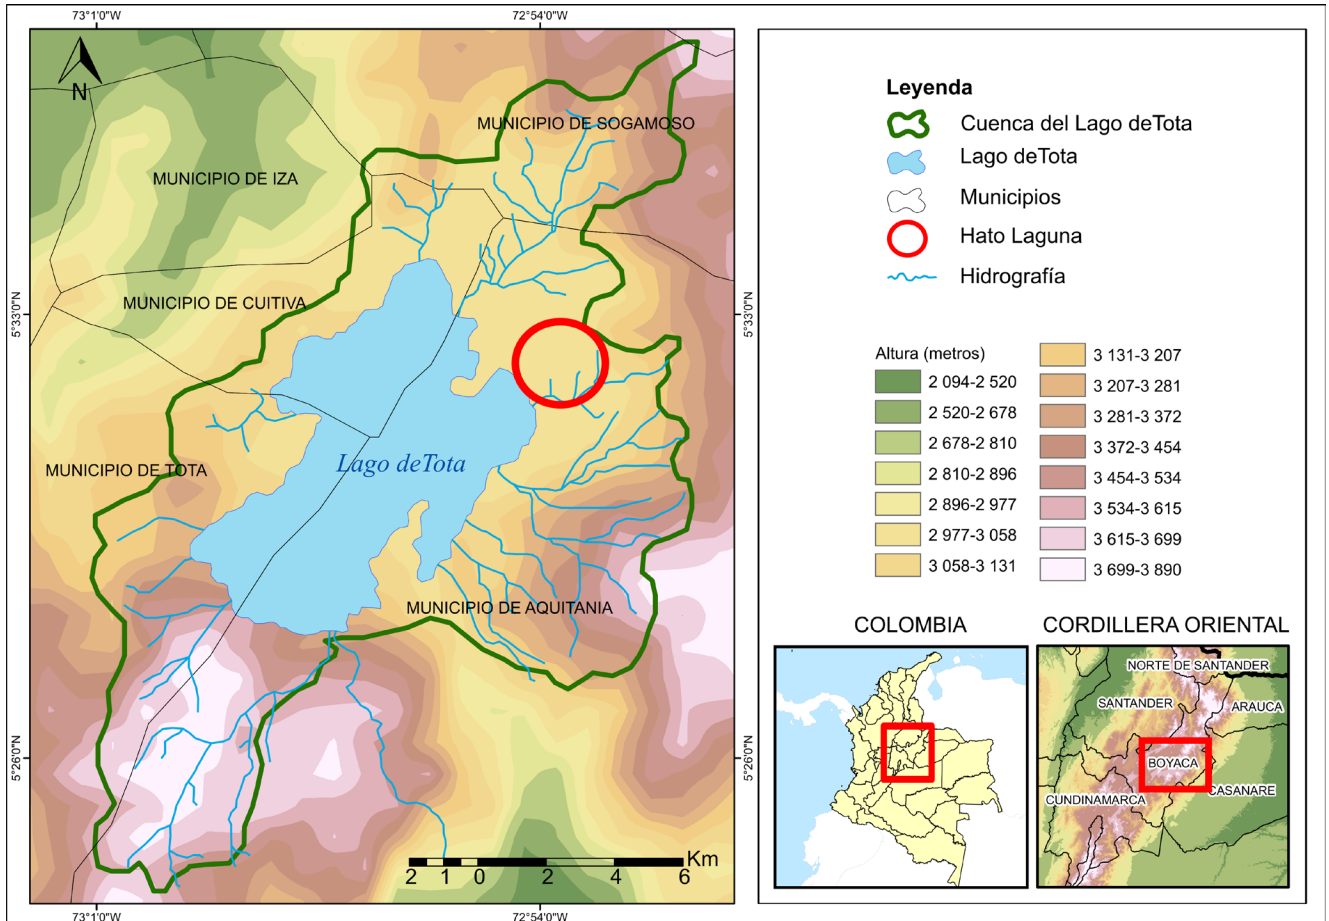 73°1'0"W
72°54'0"W
N
MUNICIPIO DE SOGAMOSO
MUNICIPIO DE IZA
MUNICIPIO DE CUITIVA
5°33'0"N
5°33'0"N
Lago deTota
MUNICIPIO DE TOTA
MUNICIPIO DE AQUITANIA
5°26'0"N
5°26'0"N
Km
2 1 0 2 4 6
73°1'0"W
72°54'0"W
Leyenda
Cuenca del Lago deTota
Lago deTota
Municipios
Hato Laguna
Hidrografía
Altura (metros)
2 094-2 520
2 520-2 678
2 678-2 810
2 810-2 896
2 896-2 977
2 977-3 058
3 058-3 131
3 131-3 207
3 207-3 281
3 281-3 372
3 372-3 454
3 454-3 534
3 534-3 615
3 615-3 699
3 699-3 890
COLOMBIA
CORDILLERA ORIENTAL
NORTE DE SANTANDER
SANTANDER
ARAUCA
BOYACA
CASANARE
CUNDINAMARCA